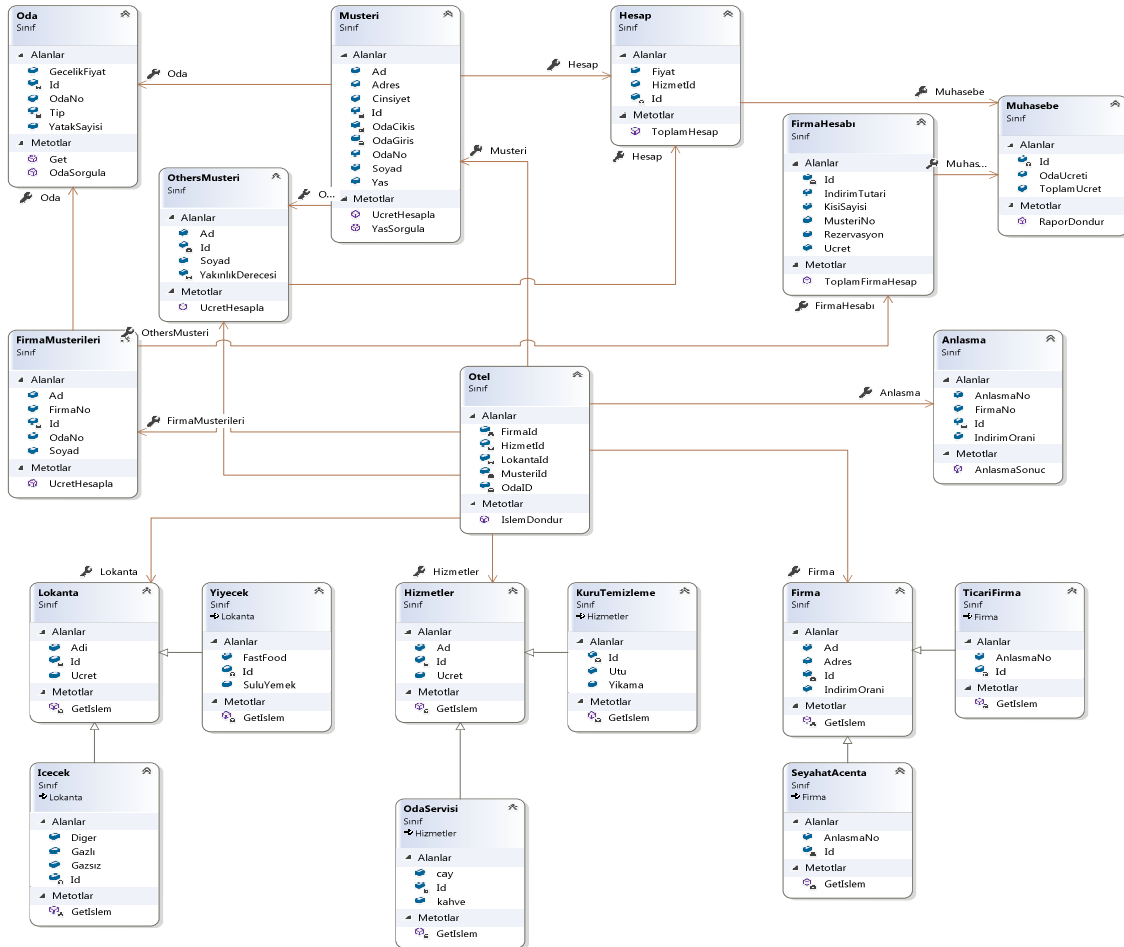 Oda
Sınıf
Alanlar
GecelikFiyat
Id
OdaNo
Tip
YatakSayisi
Metotlar
Get
OdaSorgula
Oda
Musteri
Sınıf
Alanlar
Ad
Adres
Cinsiyet
Id
OdaCikis
OdaGiris
OdaNo
Soyad
Yas
Metotlar
UcretHesapla
YasSorgula
Hesap
Hesap
Sınıf
Alanlar
Fiyat
HizmetId
Id
Metotlar
ToplamHesap
Muhasebe
Muhasebe
Sınıf
Alanlar
Id
OdaUcreti
ToplamUcret
Metotlar
RaporDondur
FirmaHesabı
Sınıf
Alanlar
Id
IndirimTutari
KisiSayisi
MusteriNo
Rezervasyon
Ucret
Metotlar
ToplamFirmaHesap
Muhas...
Musteri
Hesap
O...
Oda
OthersMusteri
Sınıf
Alanlar
Ad
Id
Soyad
YakınlıkDerecesi
Metotlar
UcretHesapla
FirmaHesabı
OthersMusteri
FirmaMusterileri
Sınıf
Alanlar
Ad
FirmaNo
Id
OdaNo
Soyad
Metotlar
UcretHesapla
FirmaMusterileri
Otel
Sınıf
Alanlar
FirmaId
HizmetId
LokantaId
MusteriId
OdaID
Metotlar
IslemDondur
Anlasma
Anlasma
Sınıf
Alanlar
AnlasmaNo
FirmaNo
Id
IndirimOrani
Metotlar
AnlasmaSonuc
Lokanta
Hizmetler
Firma
Lokanta
Sınıf
Alanlar
Adi
Id
Ucret
Metotlar
GetIslem
Yiyecek
Sınıf
Lokanta
Alanlar
FastFood
Id
SuluYemek
Metotlar
GetIslem
Hizmetler
Sınıf
Alanlar
Ad
Id
Ucret
Metotlar
GetIslem
KuruTemizleme
Sınıf
Hizmetler
Alanlar
Id
Utu
Yikama
Metotlar
GetIslem
Firma
Sınıf
Alanlar
Ad
Adres
Id
IndirimOrani
Metotlar
GetIslem
TicariFirma
Sınıf
Firma
Alanlar
AnlasmaNo
Id
Metotlar
GetIslem
Icecek
Sınıf
Lokanta
Alanlar
Diger
Gazlı
Gazsız
Id
Metotlar
GetIslem
OdaServisi
Sınıf
Hizmetler
Alanlar
cay
Id
kahve
Metotlar
GetIslem
SeyahatAcenta
Sınıf
Firma
Alanlar
AnlasmaNo
Id
Metotlar
GetIslem